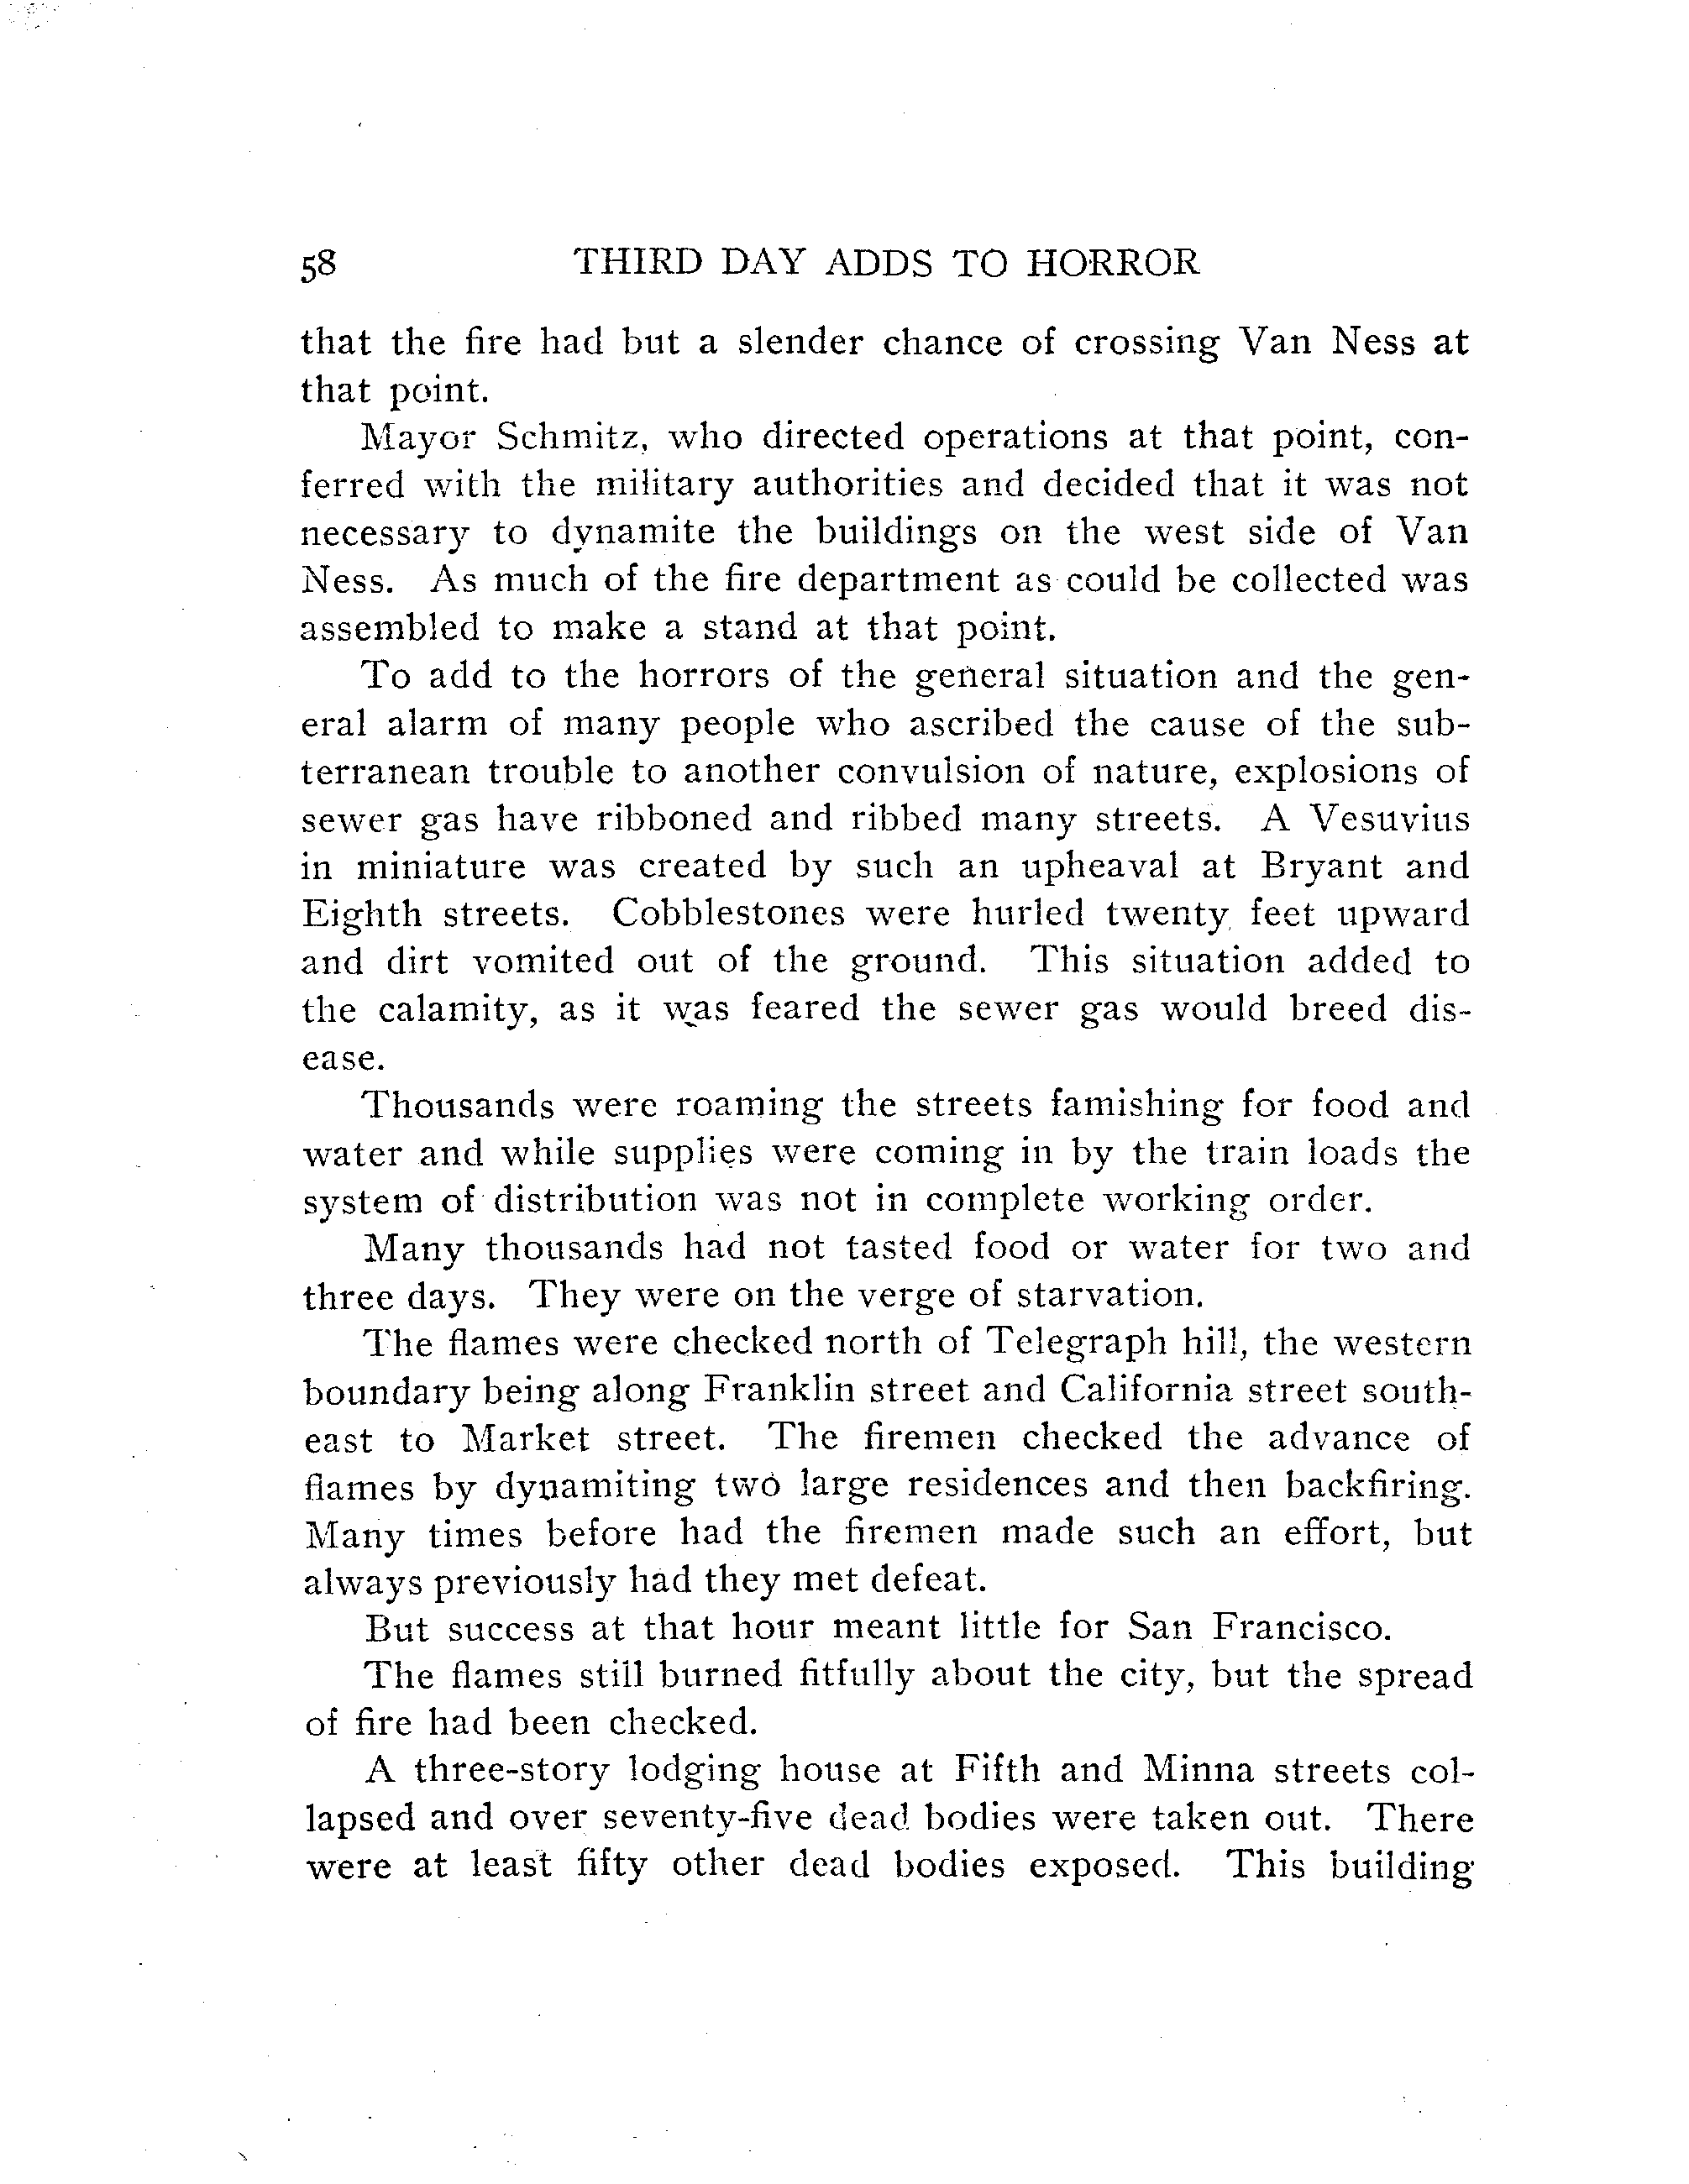 58 THIRD DAY ADDS TO HORROR
that the fire had but a slender chance of crossing Van Ness at
that point.
Mayor Schmitz, who directed operations at that point, con-
ferred with the military authorities and decided that it was not
necessary to dynamite the buildings on the west side of Van
Ness. As much of the fire department as could be collected was
assembled to make a stand at that point.
To add to the horrors of the general situation and the gen-
eral alarm of many people who ascribed the cause of the sub-
terranean trouble to another convulsion of nature, explosions of
sewer gas have ribboned and ribbed many streets. A Vesuvius
in miniature was created by such an upheaval at Bryant and
Eighth streets. Cobblestones were hurled twenty feet upward
and dirt vomited out of the ground. This situation added to
the calamity, as it was feared the sewer gas would breed dis-
ease.
Thousands were roaming the streets famishing for food and
water and while supplies were coming in by the train loads the
system of distribution was not in complete working order.
Many thousands had not tasted food or water for two and
three days. They were on the verge of starvation.
The flames were checked north of Telegraph hill, the western
boundary being along Franklin street and California street south-
east to Market street. The firemen checked the advance of
flames by dynamiting two large residences and then backfiring.
Many times before had the firemen made such an effort, but
always previously had they met defeat.
But success at that hour meant little for San Francisco.
The flames still burned fitfully about the city, but the spread
of fire had been checked.
A three-story lodging house at Fifth and Minna streets col-
lapsed and over seventy-five dead bodies were taken out. There
were at least fifty other dead bodies exposed. This building